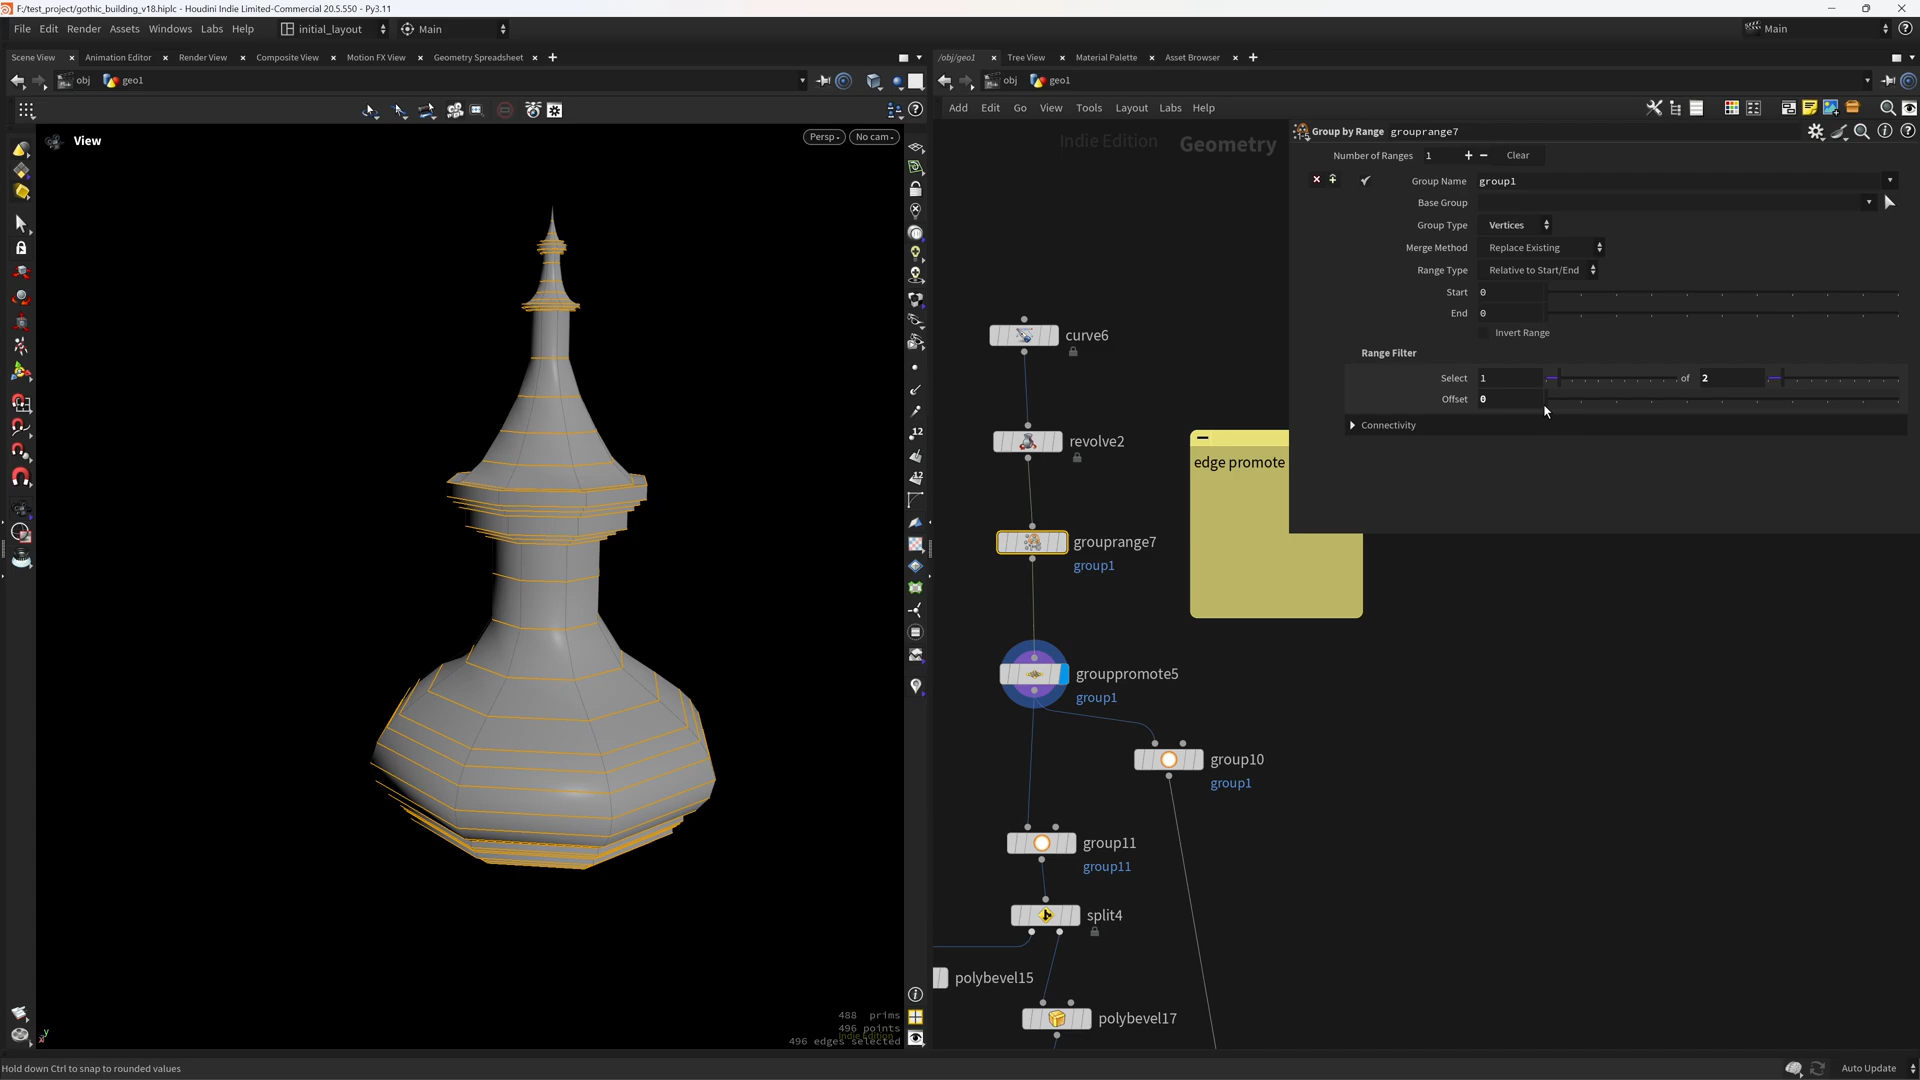 F:/test_project/gothic_building_v18.hiplc - Houdini Indie Limited-Commercial 20.5.550 - Py3.11
File Edit Render Assets Windows Labs Help initial_layout Main Main
Scene View Animation Editor Render View Composite View Motion FX View Geometry Spreadsheet
obj geo1
View
Persp No cam
488 prims
496 points
Indie Edition
496 edges selected
/obj/geo1 Tree View Material Palette Asset Browser
obj geo1
Add Edit Go View Tools Layout Labs Help
Indie Edition Geometry
Group by Range grouprange7
Number of Ranges 1 Clear
Group Name group1
Base Group
Group Type Vertices
Merge Method Replace Existing
Range Type Relative to Start/End
Start 0
End 0
Invert Range
Range Filter
Select 1 of 2
Offset 0
Connectivity
curve6
revolve2
edge promote
grouprange7
group1
grouppromote5
group1
group10
group1
group11
group11
split4
polybevel15
polybevel17
12
12
y
Hold down Ctrl to snap to rounded values
Auto Update